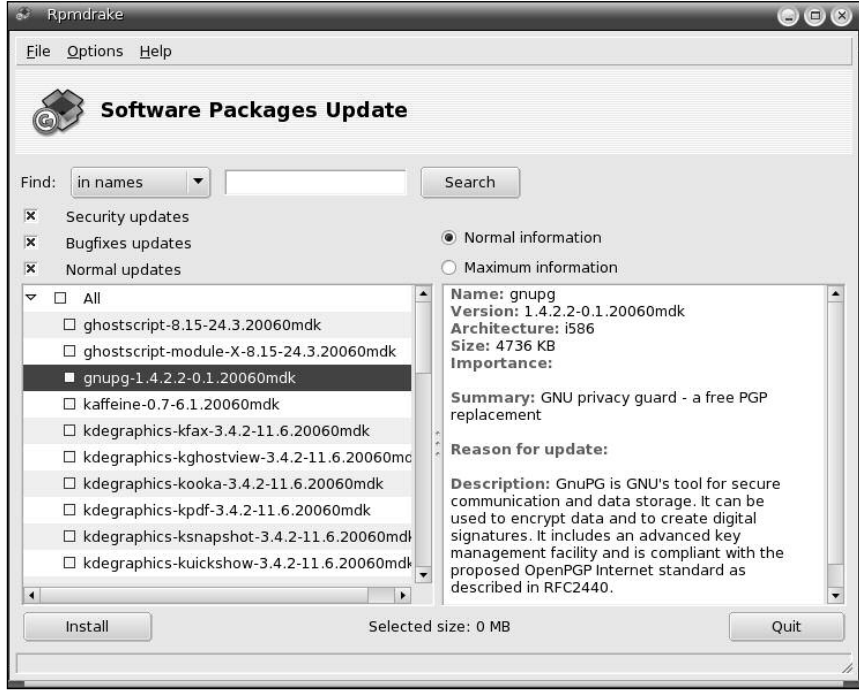 Rpmdrake
File Options Help
Software Packages Update
Find: in names Search
Security updates
Bugfixes updates
Normal updates
Normal information
Maximum information
All
ghostscript-8.15-24.3.20060mdk
ghostscript-module-X-8.15-24.3.20060mdk
gnupg-1.4.2.2-0.1.20060mdk
kaffeine-0.7-6.1.20060mdk
kdegraphics-kfax-3.4.2-11.6.20060mdk
kdegraphics-kghostview-3.4.2-11.6.20060md
kdegraphics-kooka-3.4.2-11.6.20060mdk
kdegraphics-kpdf-3.4.2-11.6.20060mdk
kdegraphics-ksnapshot-3.4.2-11.6.20060mdk
kdegraphics-kuickshow-3.4.2-11.6.20060mdk
Name: gnupg
Version: 1.4.2.2-0.1.20060mdk
Architecture: i586
Size: 4736 KB
Importance:
Summary: GNU privacy guard - a free PGP
replacement
Reason for update:
Description: GnuPG is GNU's tool for secure
communication and data storage. It can be
used to encrypt data and to create digital
signatures. It includes an advanced key
management facility and is compliant with the
proposed OpenPGP Internet standard as
described in RFC2440.
Install Selected size: 0 MB Quit